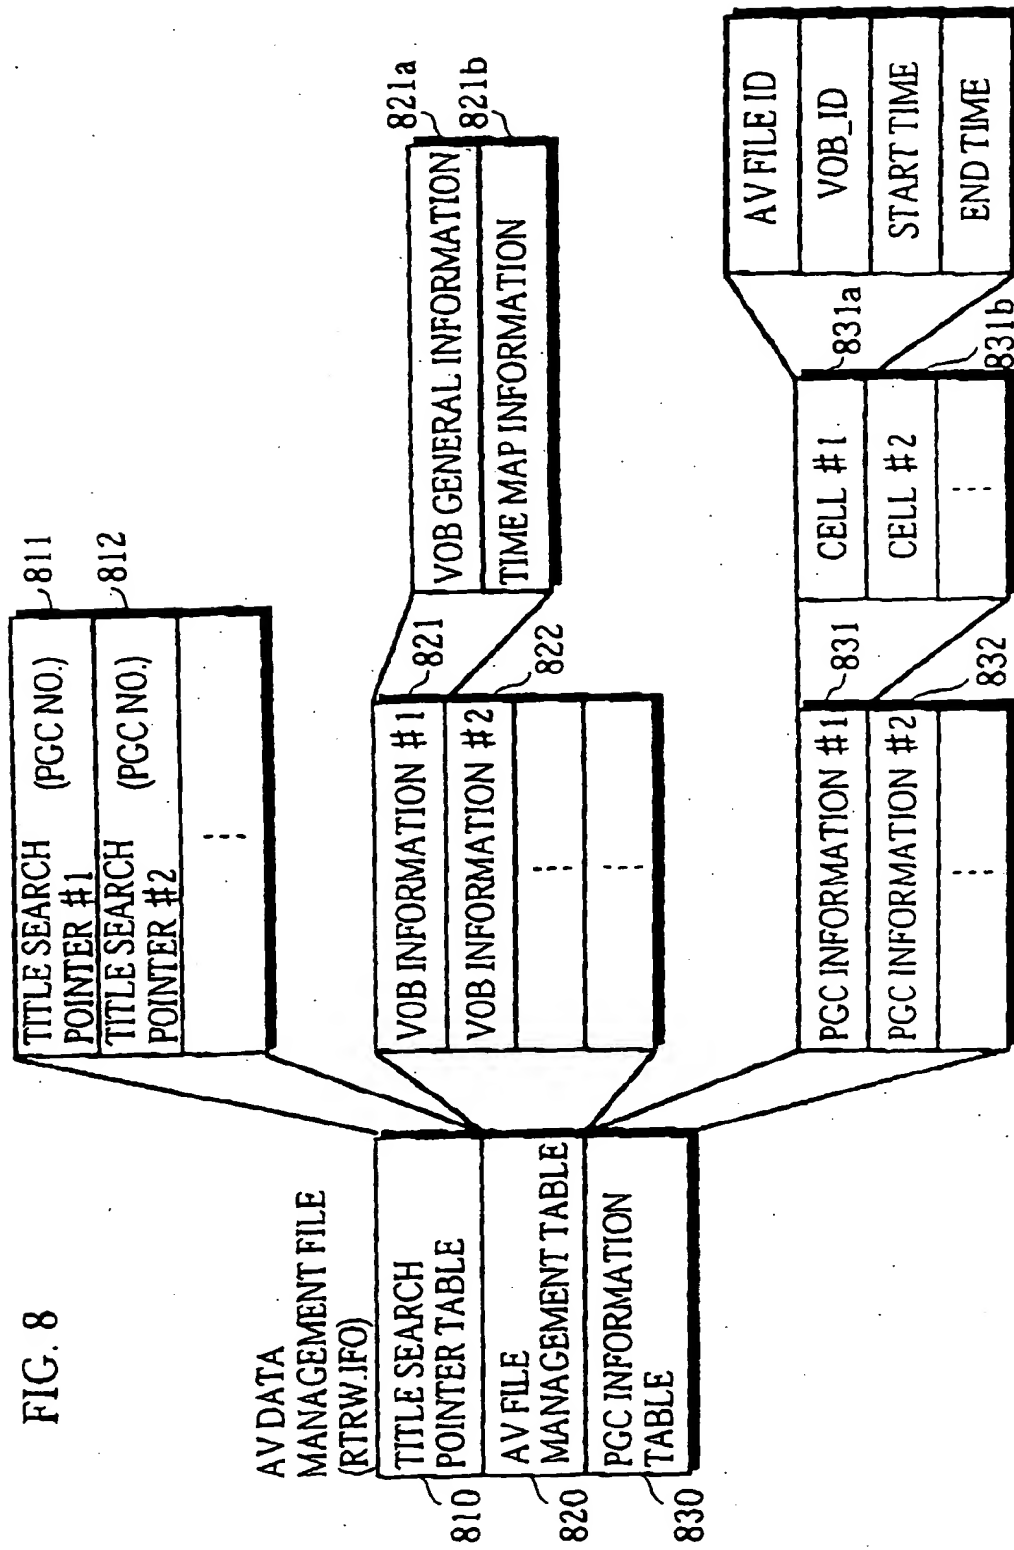 FIG. 8
AV DATA
MANAGEMENT FILE
(RTRW.IFO)
TITLE SEARCH
POINTER TABLE
810
AV FILE
MANAGEMENT TABLE
820
PGC INFORMATION
TABLE
830
TITLE SEARCH (PGC NO.)
POINTER #1
811
TITLE SEARCH (PGC NO.)
POINTER #2
812
VOB INFORMATION #1
821
VOB INFORMATION #2
822
VOB GENERAL INFORMATION
821a
TIME MAP INFORMATION
821b
PGC INFORMATION #1
831
PGC INFORMATION #2
832
CELL #1
831a
CELL #2
831b
AV FILE ID
VOB_ID
START TIME
END TIME